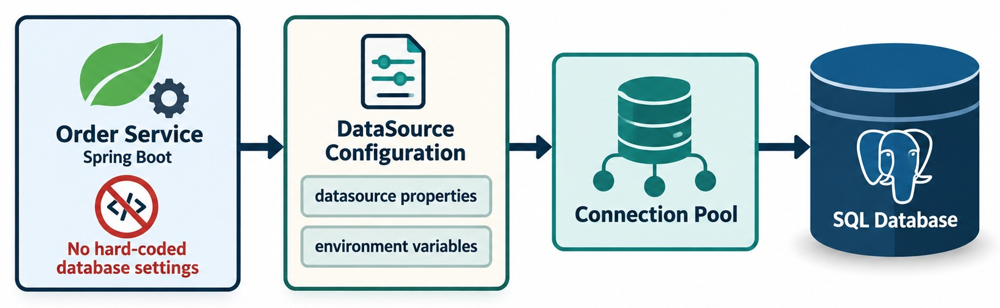 Order Service
Spring Boot
</>
No hard-coded
database settings
DataSource
Configuration
datasource properties
environment variables
Connection Pool
SQL Database